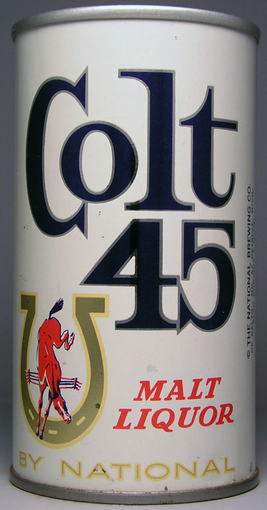 Colt
45
MALT
LIQUOR
BY NATIONAL
© THE NATIONAL BREWING CO.